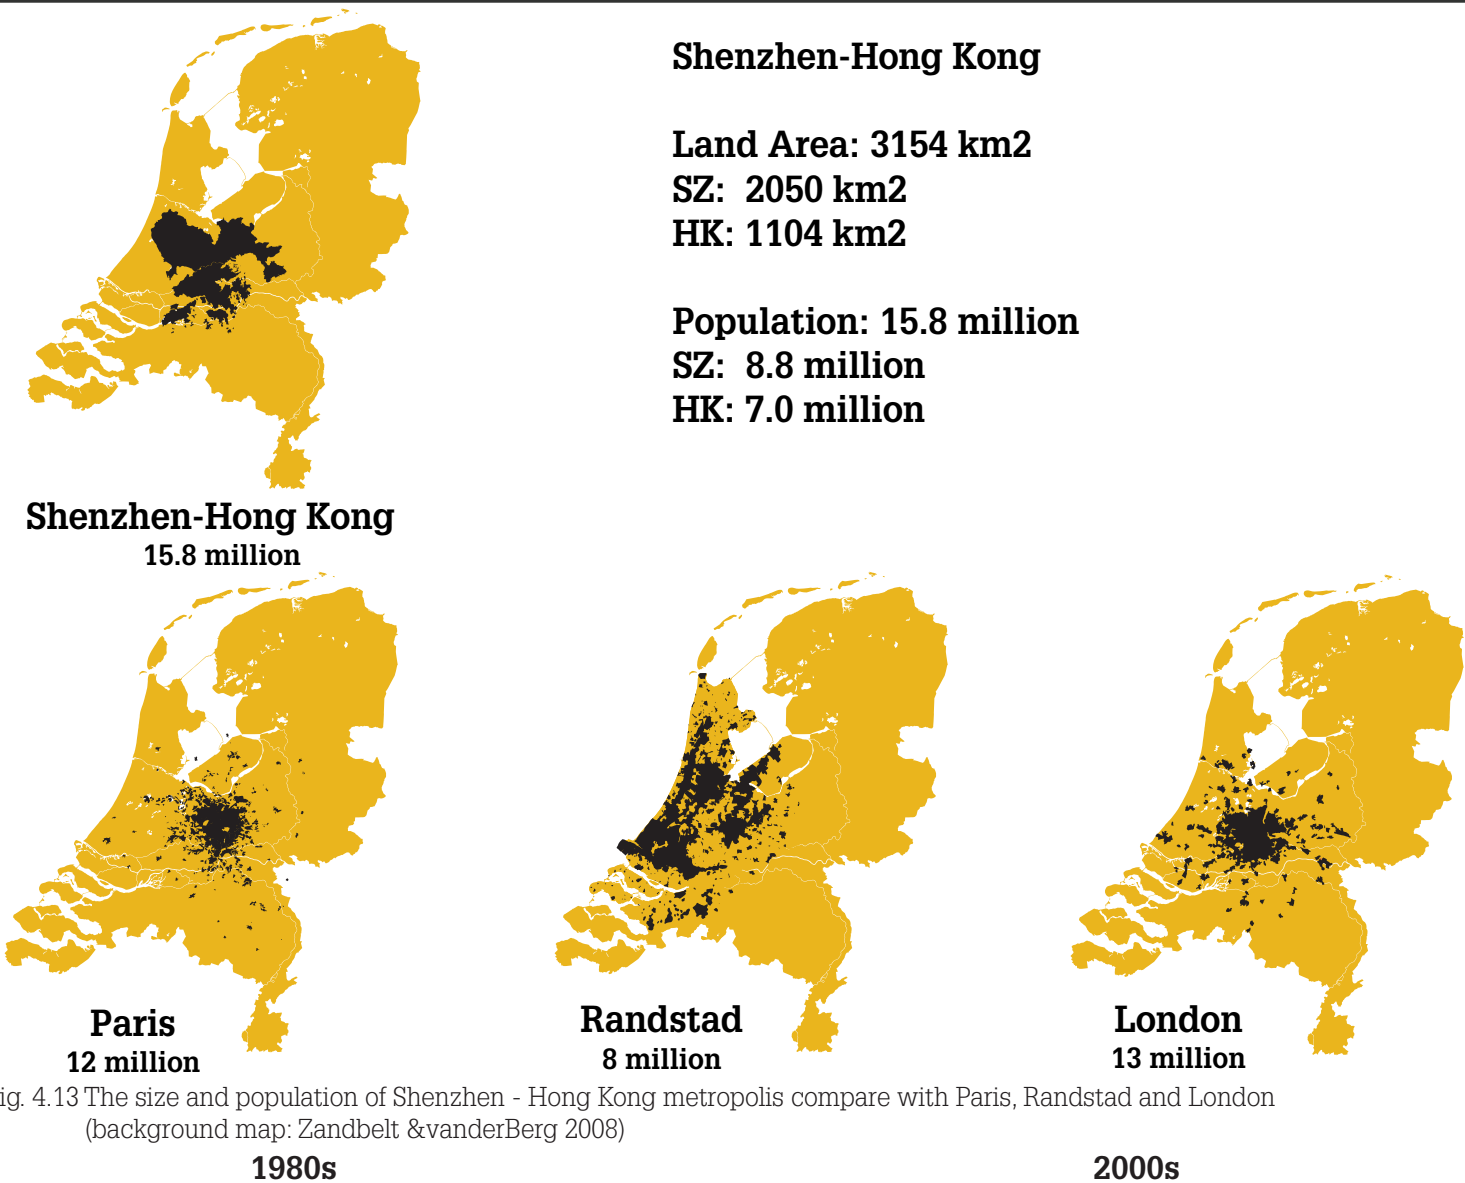 Shenzhen-Hong Kong
Land Area: 3154 km2
SZ: 2050 km2
HK: 1104 km2
Population: 15.8 million
SZ: 8.8 million
HK: 7.0 million
Shenzhen-Hong Kong
15.8 million
Paris
12 million
Randstad
8 million
London
13 million
ig. 4.13 The size and population of Shenzhen - Hong Kong metropolis compare with Paris, Randstad and London
(background map: Zandbelt &vanderBerg 2008)
1980s
2000s